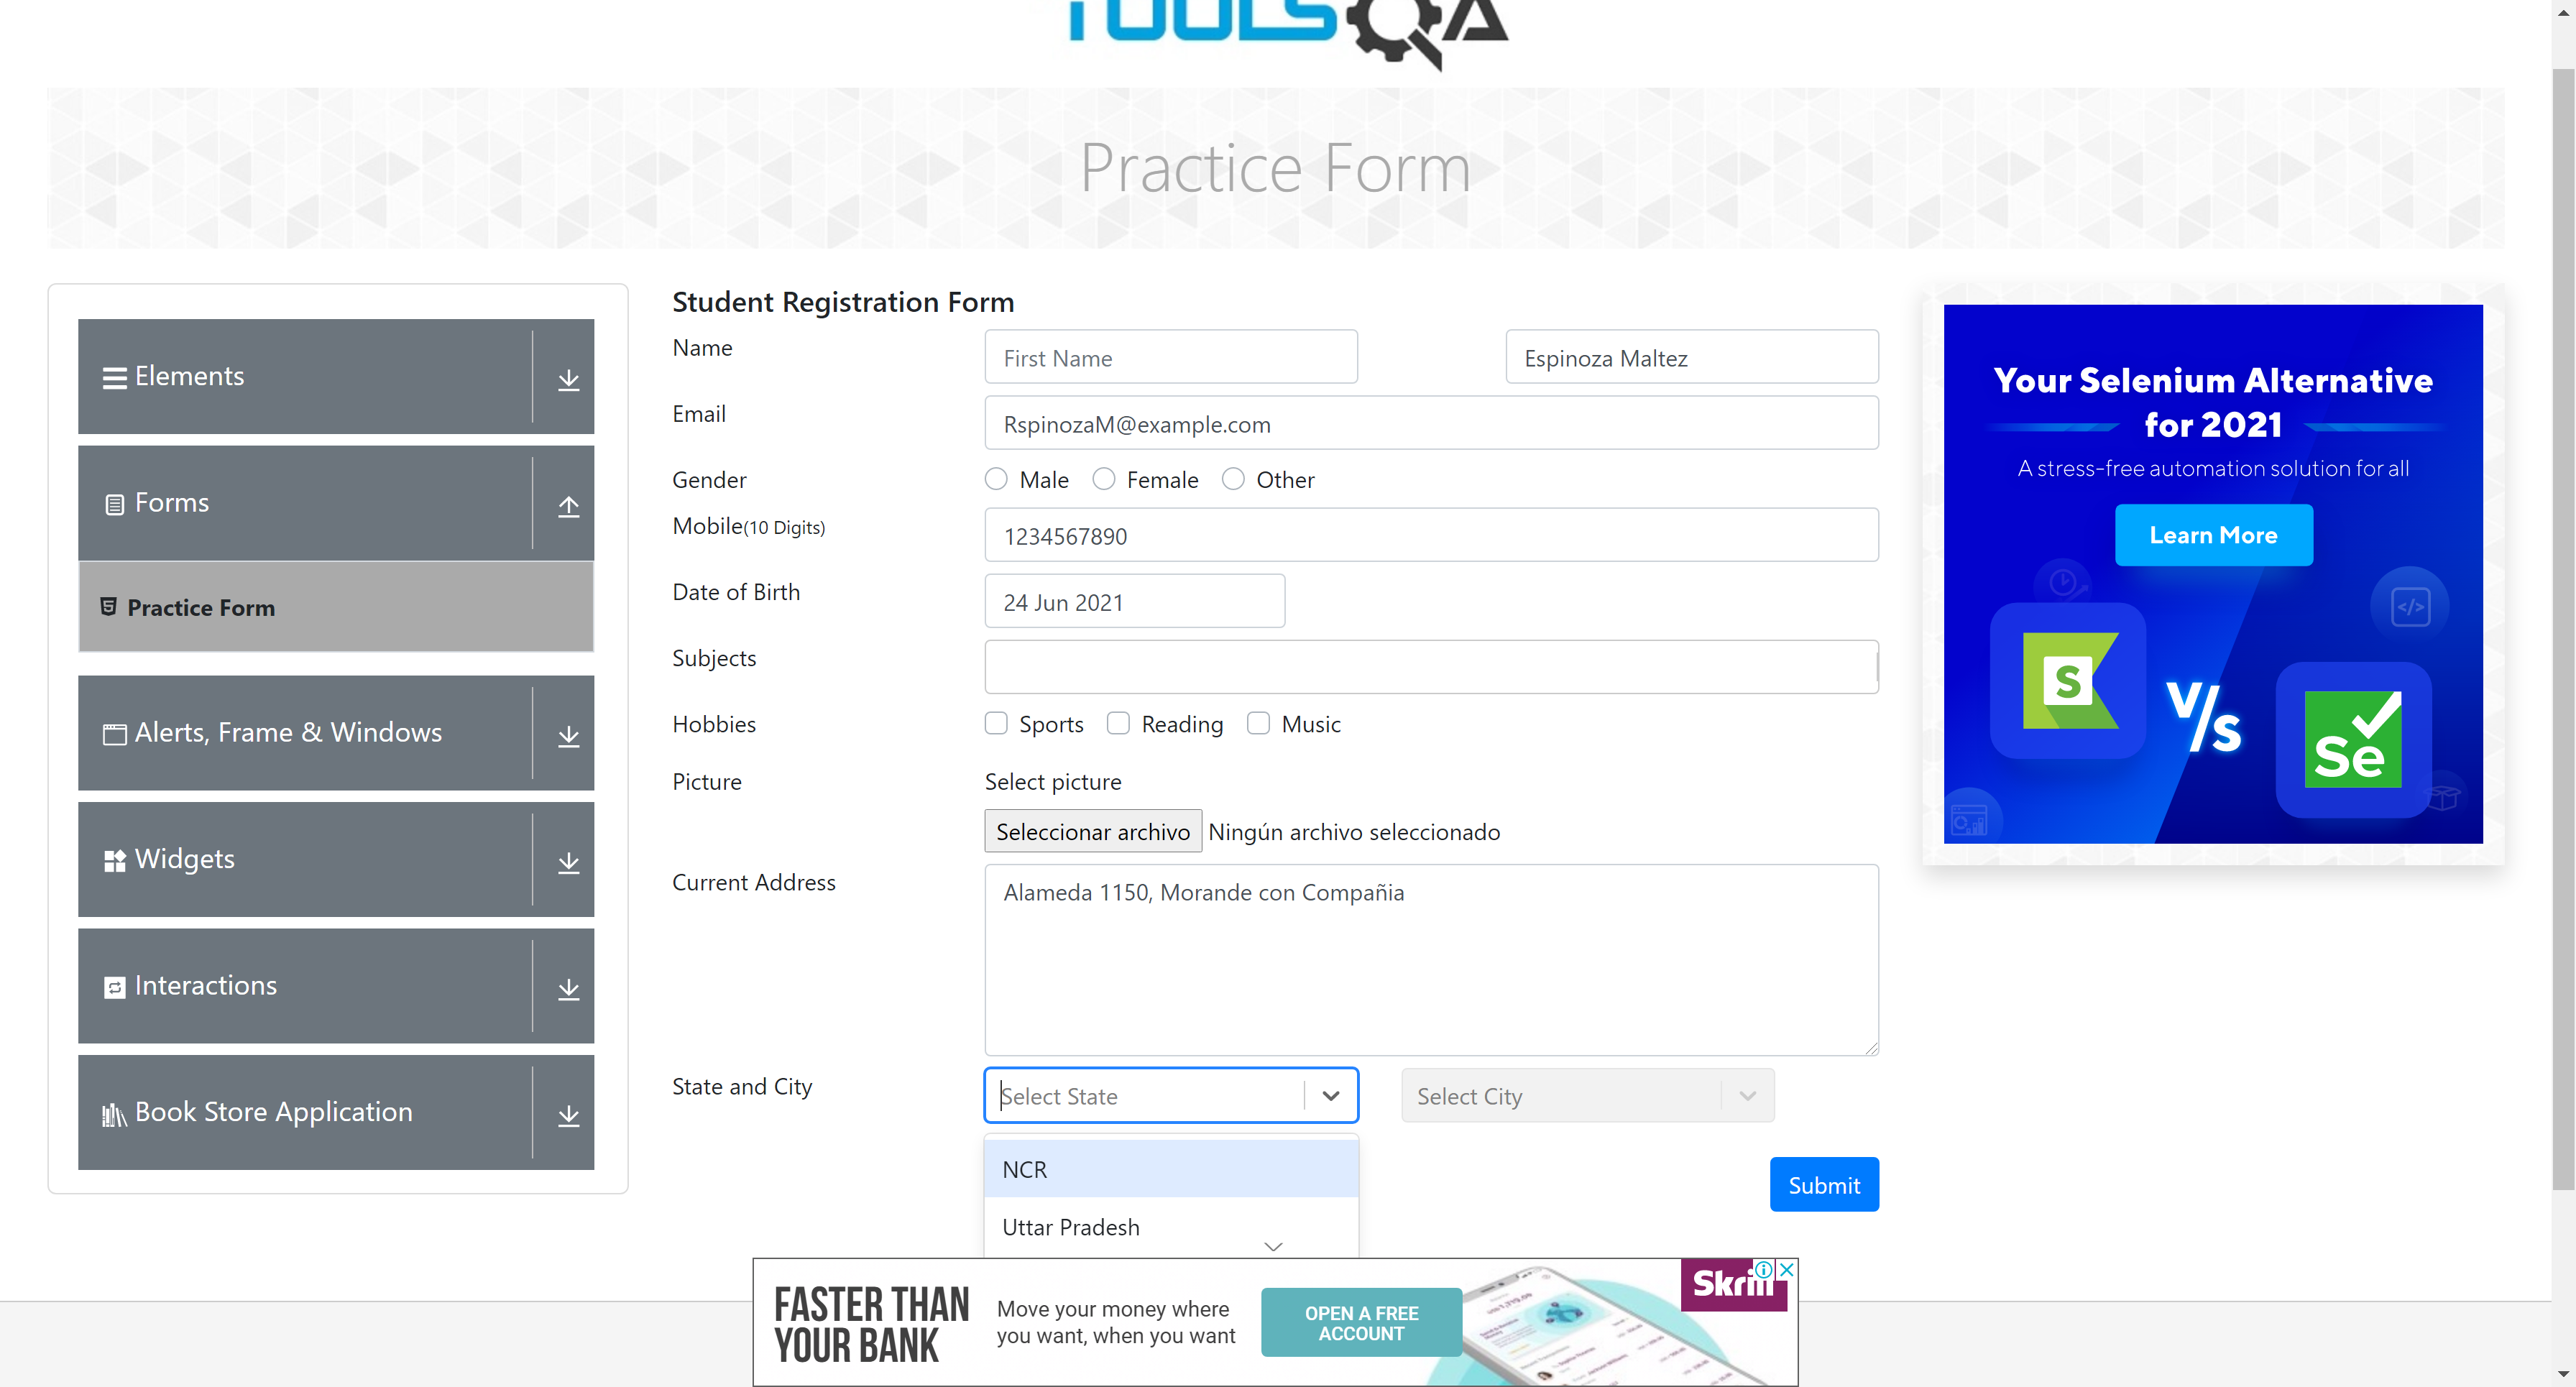 TOOLSQA
Practice Form
Elements
Forms
Practice Form
Alerts, Frame & Windows
Widgets
Interactions
Book Store Application
Student Registration Form
Name
First Name
Espinoza Maltez
Email
RspinozaM@example.com
Gender
Male Female Other
Mobile(10 Digits)
1234567890
Date of Birth
24 Jun 2021
Subjects
Hobbies
Sports Reading Music
Picture
Select picture
Seleccionar archivo Ningún archivo seleccionado
Current Address
Alameda 1150, Morande con Compañia
State and City
Select State
Select City
NCR
Uttar Pradesh
Submit
Your Selenium Alternative
for 2021
A stress-free automation solution for all
Learn More
S
V/s
Se
</>
FASTER THAN
YOUR BANK
Move your money where
you want, when you want
OPEN A FREE
ACCOUNT
Skrill